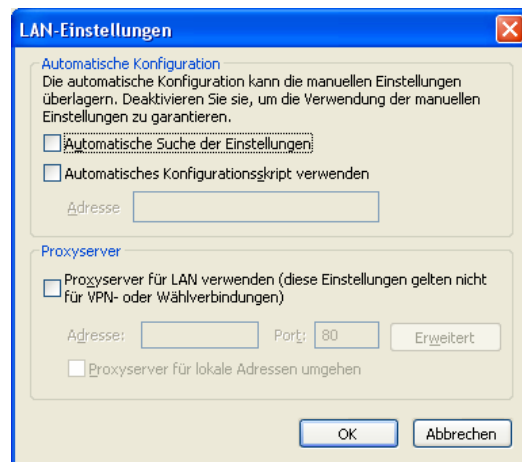 LAN-Einstellungen
Automatische Konfiguration
Die automatische Konfiguration kann die manuellen Einstellungen
überlagern. Deaktivieren Sie sie, um die Verwendung der manuellen
Einstellungen zu garantieren.
Automatische Suche der Einstellungen
Automatisches Konfigurationsskript verwenden
Adresse
Proxyserver
Proxyserver für LAN verwenden (diese Einstellungen gelten nicht
für VPN- oder Wählverbindungen)
Adresse: Port: 80 Erweitert
Proxyserver für lokale Adressen umgehen
OK Abbrechen